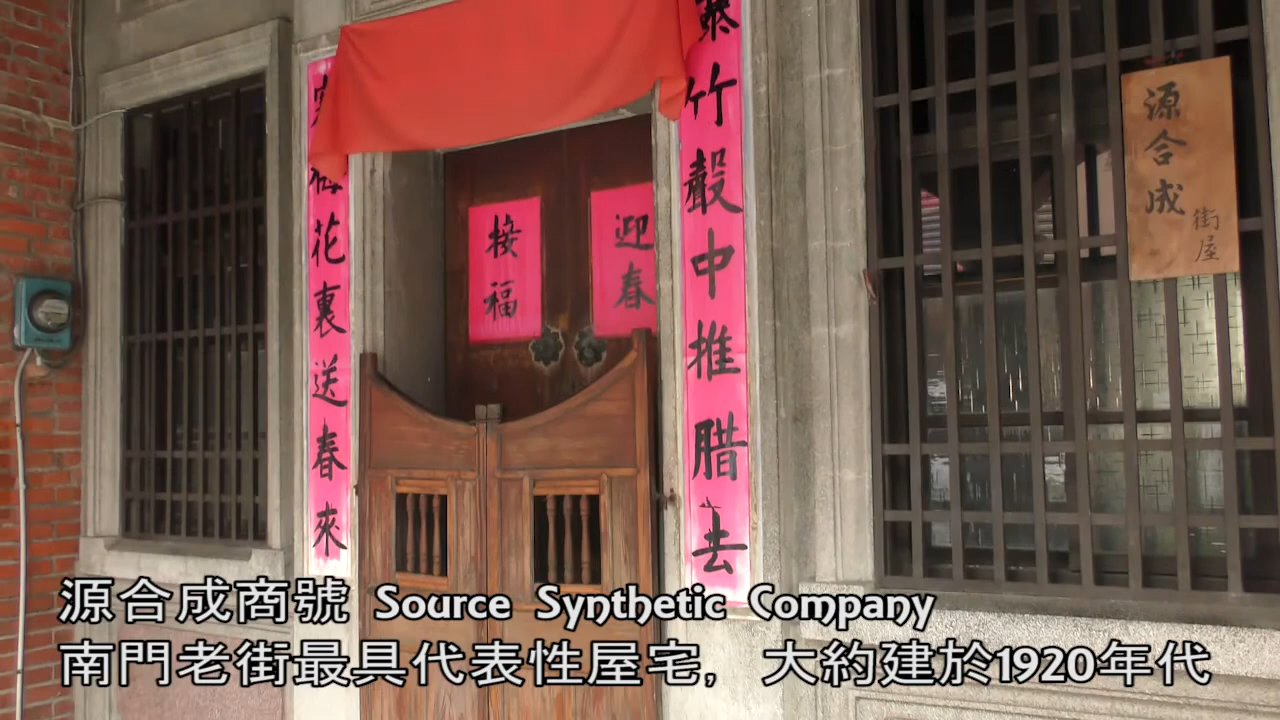 竹聲中推臘去
梅花裏送春來
迎春
接福
源合成
街屋
源合成商號 Source Synthetic Company
南門老街最具代表性屋宅，大約建於1920年代